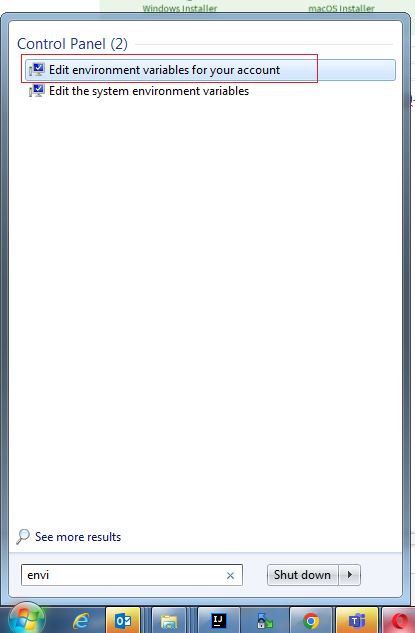 Windows Installer
macOS Installer
Control Panel (2)
Edit environment variables for your account
Edit the system environment variables
See more results
envi
Shut down